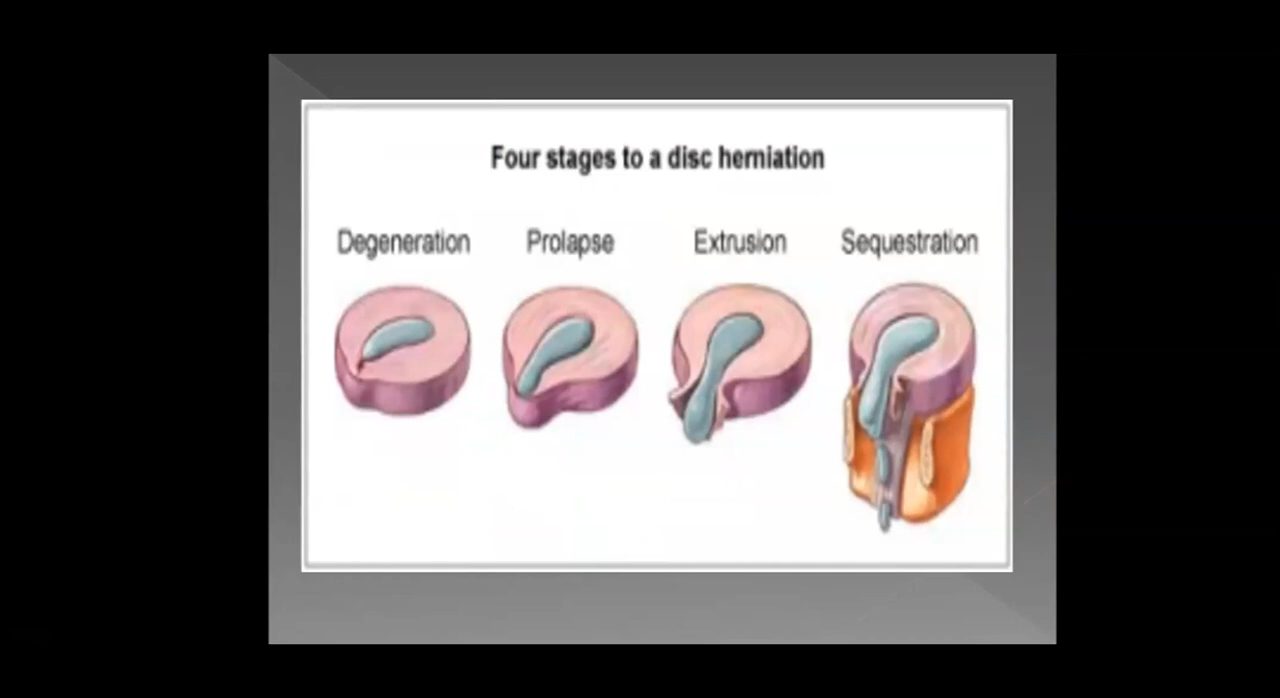 Four stages to a disc herniation
Degeneration Prolapse Extrusion Sequestration